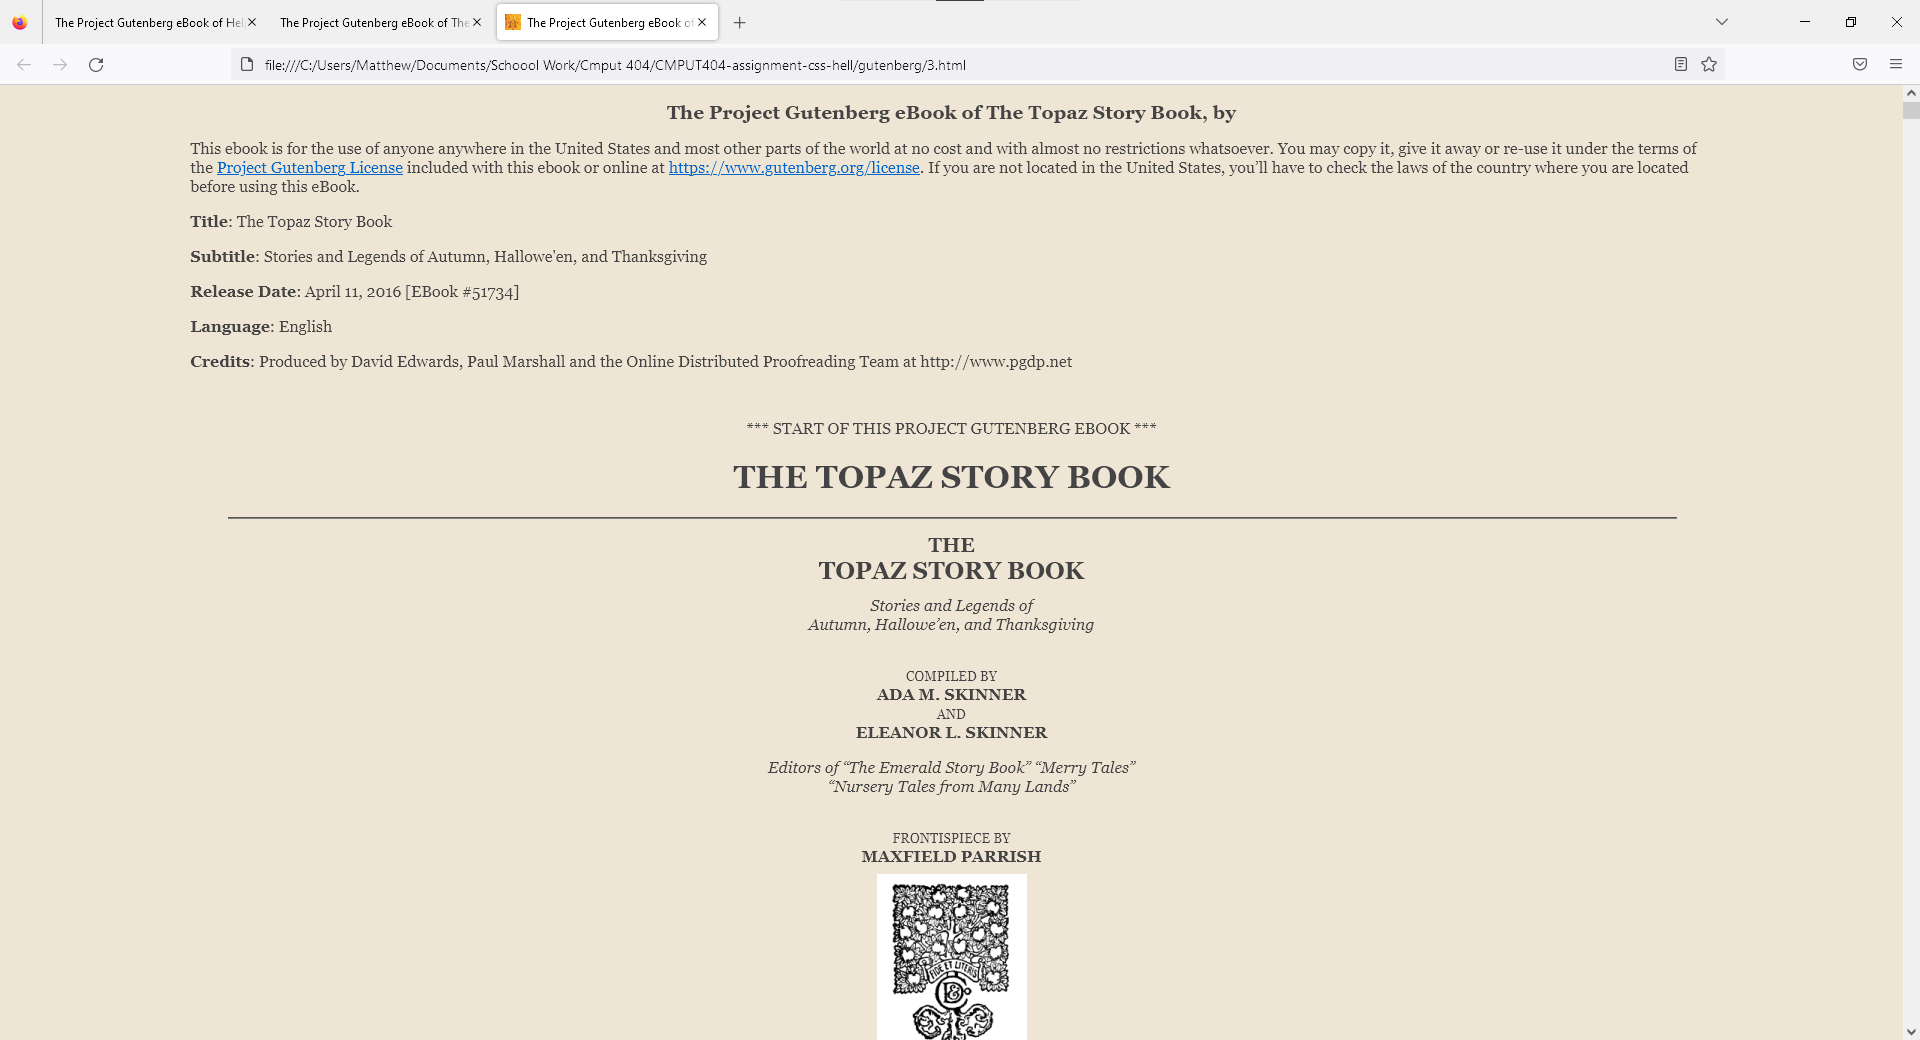 The Project Gutenberg eBook of Hel
The Project Gutenberg eBook of The
The Project Gutenberg eBook of
file:///C:/Users/Matthew/Documents/Schoool Work/Cmput 404/CMPUT404-assignment-css-hell/gutenberg/3.html
The Project Gutenberg eBook of The Topaz Story Book, by
This ebook is for the use of anyone anywhere in the United States and most other parts of the world at no cost and with almost no restrictions whatsoever. You may copy it, give it away or re-use it under the terms of
the Project Gutenberg License included with this ebook or online at https://www.gutenberg.org/license. If you are not located in the United States, you’ll have to check the laws of the country where you are located
before using this eBook.
Title: The Topaz Story Book
Subtitle: Stories and Legends of Autumn, Hallowe'en, and Thanksgiving
Release Date: April 11, 2016 [EBook #51734]
Language: English
Credits: Produced by David Edwards, Paul Marshall and the Online Distributed Proofreading Team at http://www.pgdp.net
*** START OF THIS PROJECT GUTENBERG EBOOK ***
THE TOPAZ STORY BOOK
THE
TOPAZ STORY BOOK
Stories and Legends of
Autumn, Hallowe’en, and Thanksgiving
COMPILED BY
ADA M. SKINNER
AND
ELEANOR L. SKINNER
Editors of “The Emerald Story Book” “Merry Tales”
“Nursery Tales from Many Lands”
FRONTISPIECE BY
MAXFIELD PARRISH
FIDE ET LITERIS